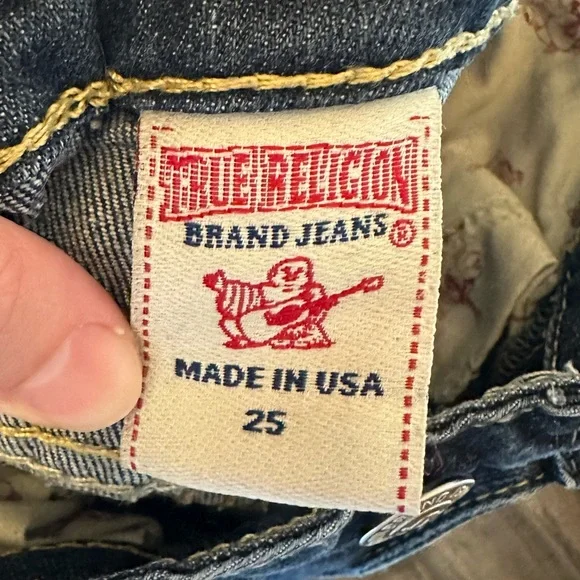 TRUE RELIGION
BRAND JEANS®
MADE IN USA
25